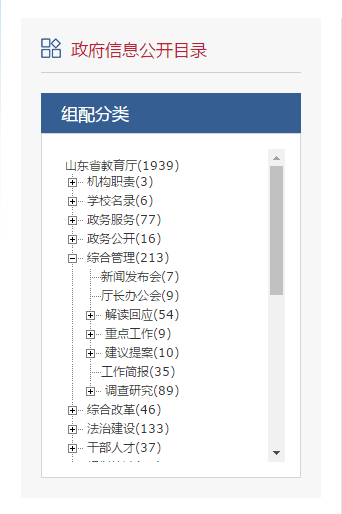 政府信息公开目录
组配分类
山东省教育厅(1939)
机构职责(3)
学校名录(6)
政务服务(77)
政务公开(16)
综合管理(213)
新闻发布会(7)
厅长办公会(9)
解读回应(54)
重点工作(9)
建议提案(10)
工作简报(35)
调查研究(89)
综合改革(46)
法治建设(133)
干部人才(37)